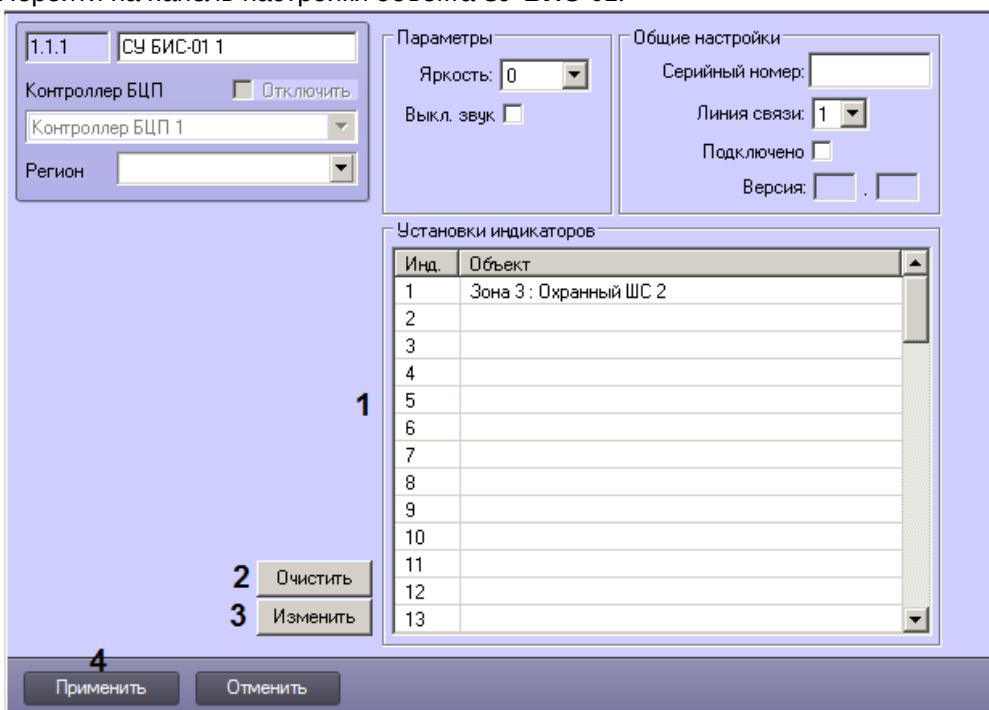 1.1.1 СУ БИС-01 1
Контроллер БЦП Отключить
Контроллер БЦП 1
Регион
Параметры
Яркость: 0
Выкл. звук
Общие настройки
Серийный номер:
Линия связи: 1
Подключено
Версия: .
Установки индикаторов
Инд. Объект
1 Зона 3 : Охранный ШС 2
2
3
4
1
5
6
7
8
9
10
11
12
13
2 Очистить
3 Изменить
4
Применить Отменить